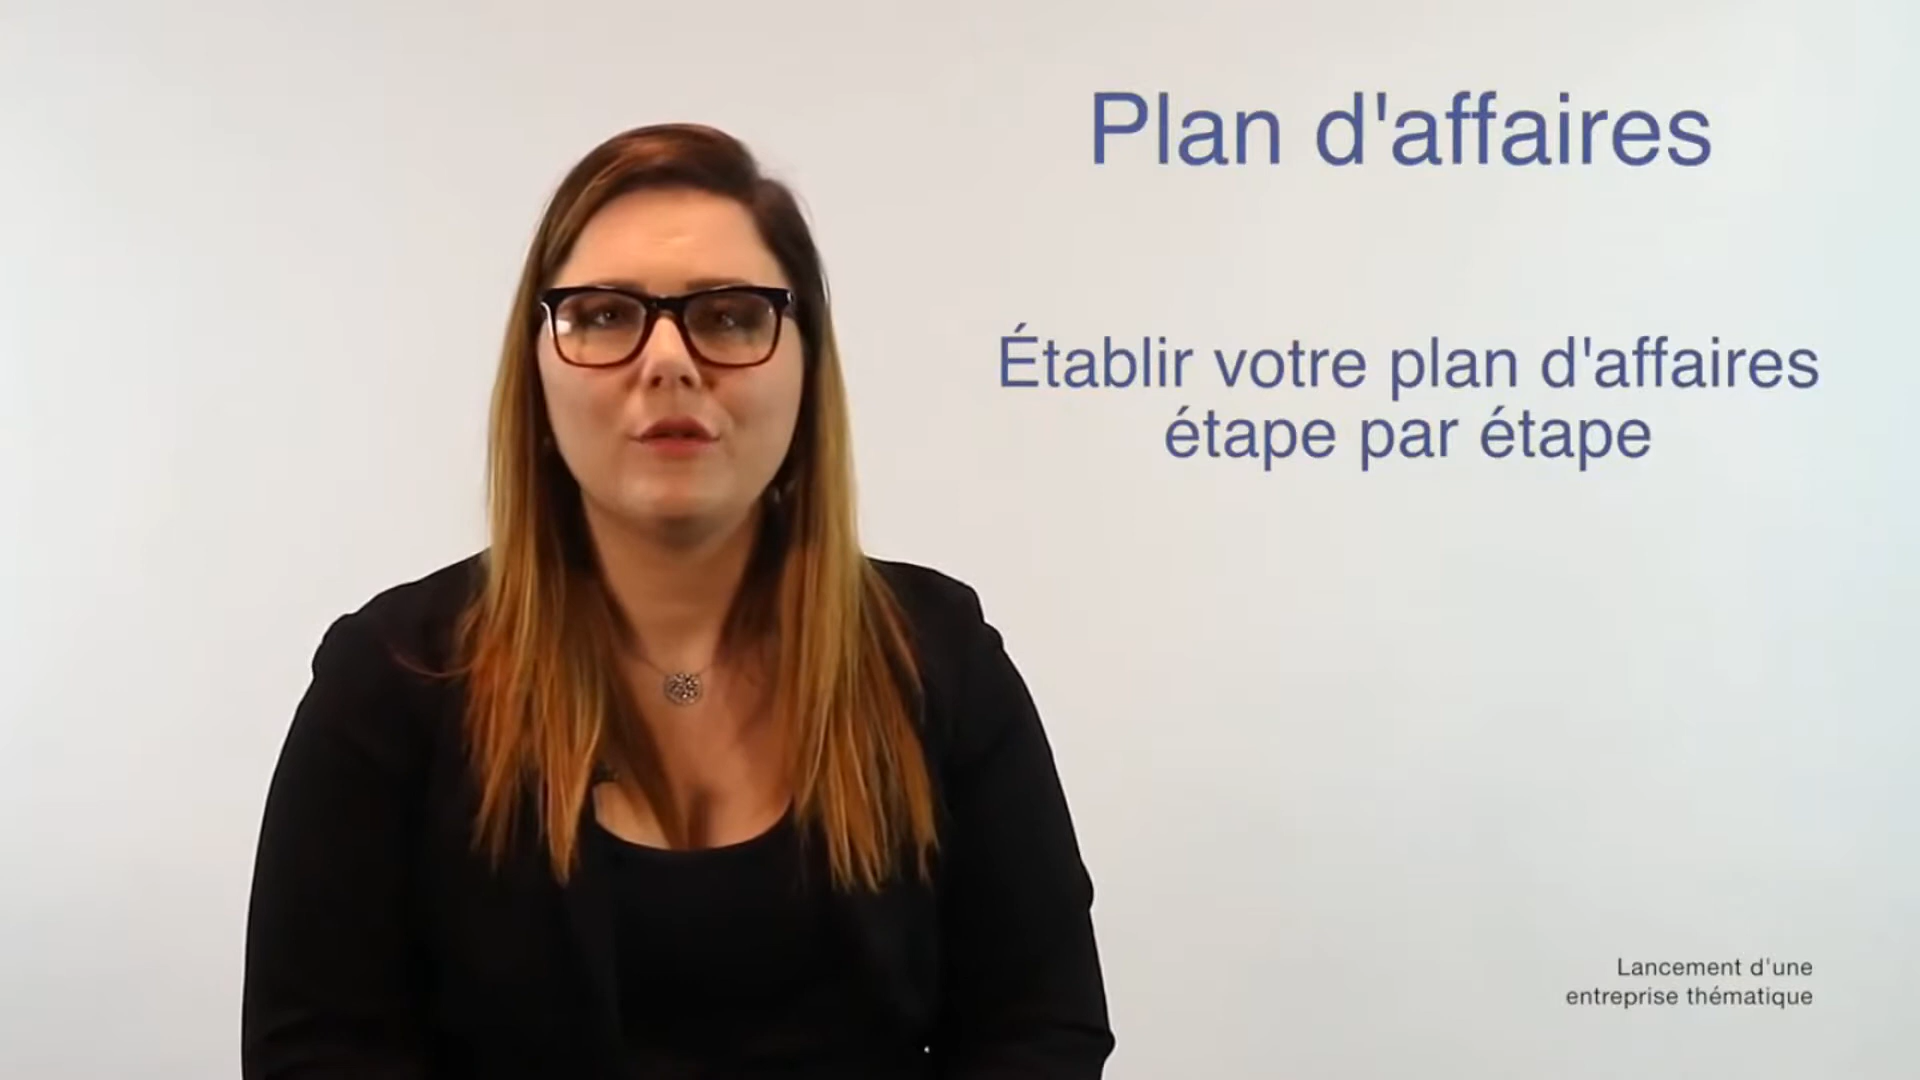 Plan d'affaires
Établir votre plan d'affaires
étape par étape
Lancement d'une
entreprise thématique